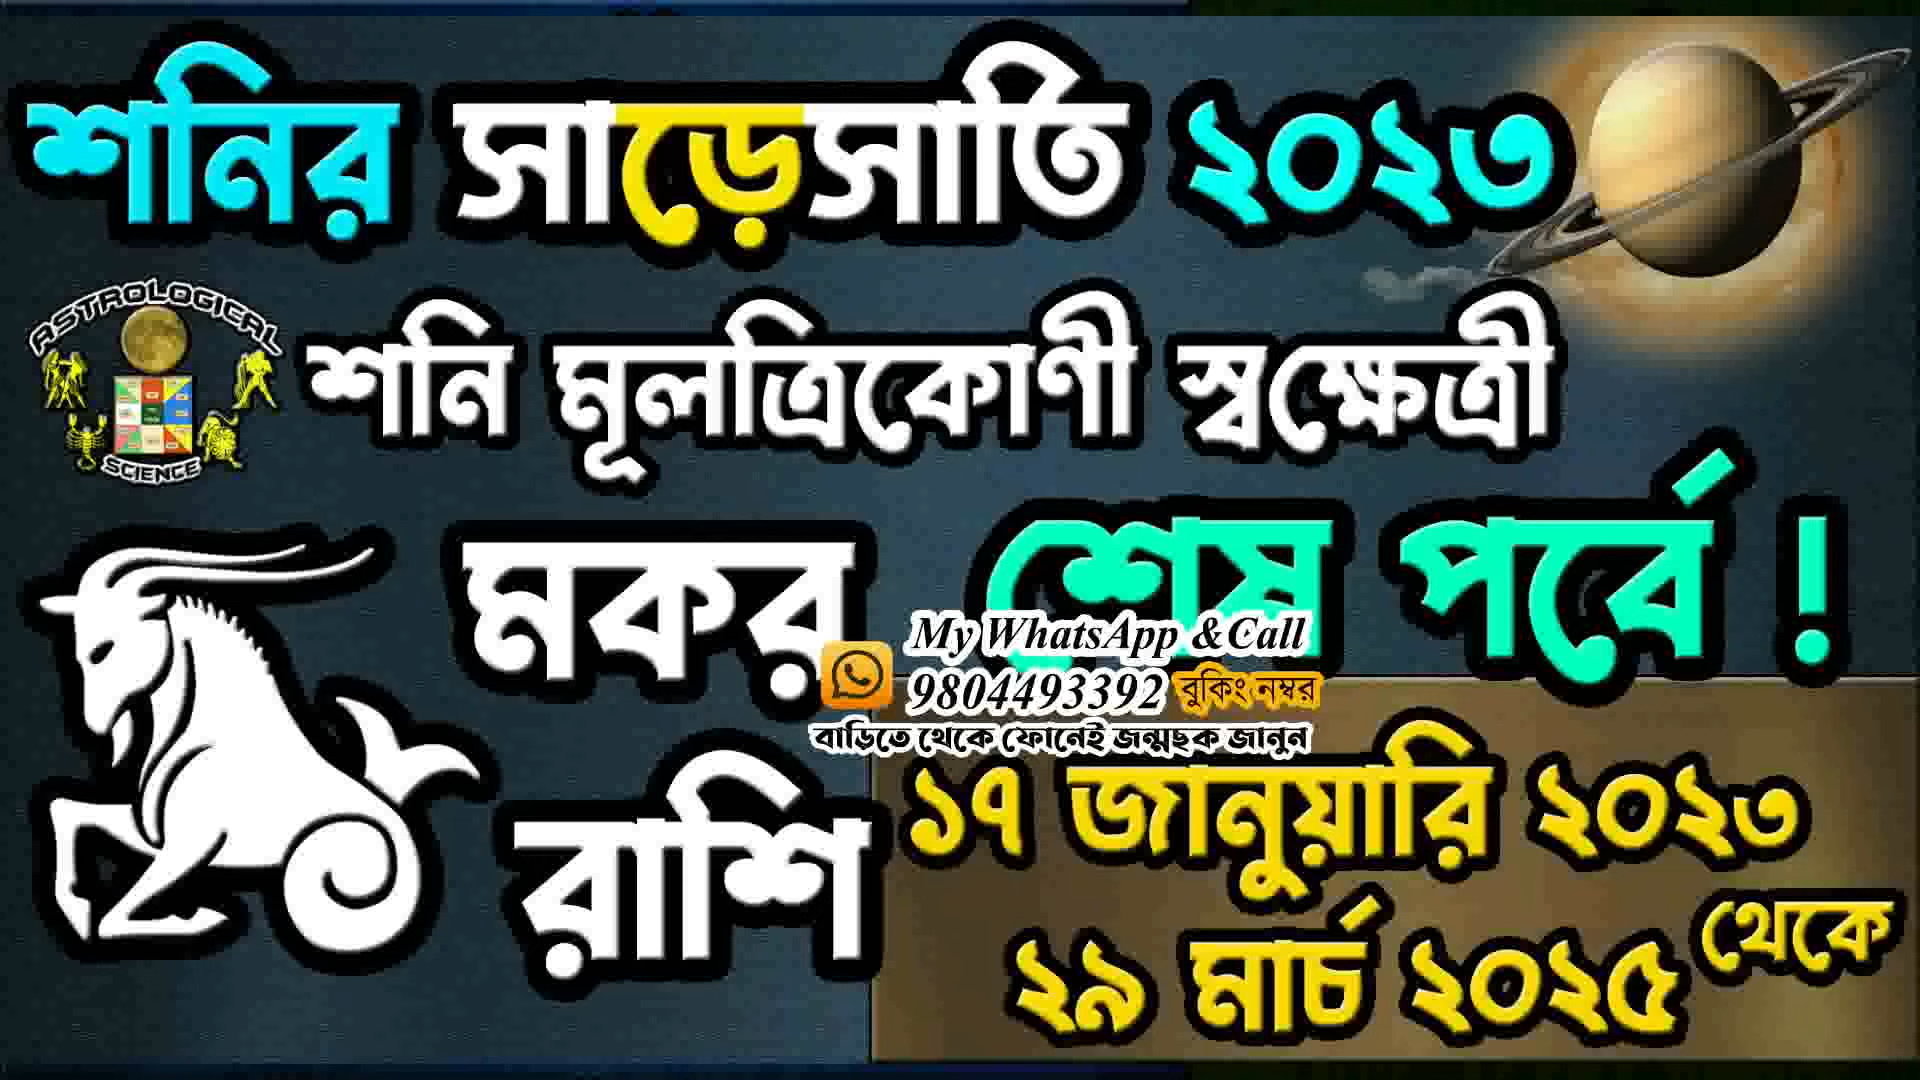 শনির সাড়েসাতি ২০২৩
ASTROLOGICAL
SCIENCE
শনি মূলত্রিকোণী স্বক্ষেত্রী
মকর শেষ পর্বে !
My WhatsApp & Call
9804493392 বুকিং নম্বর
বাড়িতে থেকে ফোনেই জন্মছক জানুন
রাশি
১৭ জানুয়ারি ২০২৩
থেকে
২৯ মার্চ ২০২৫